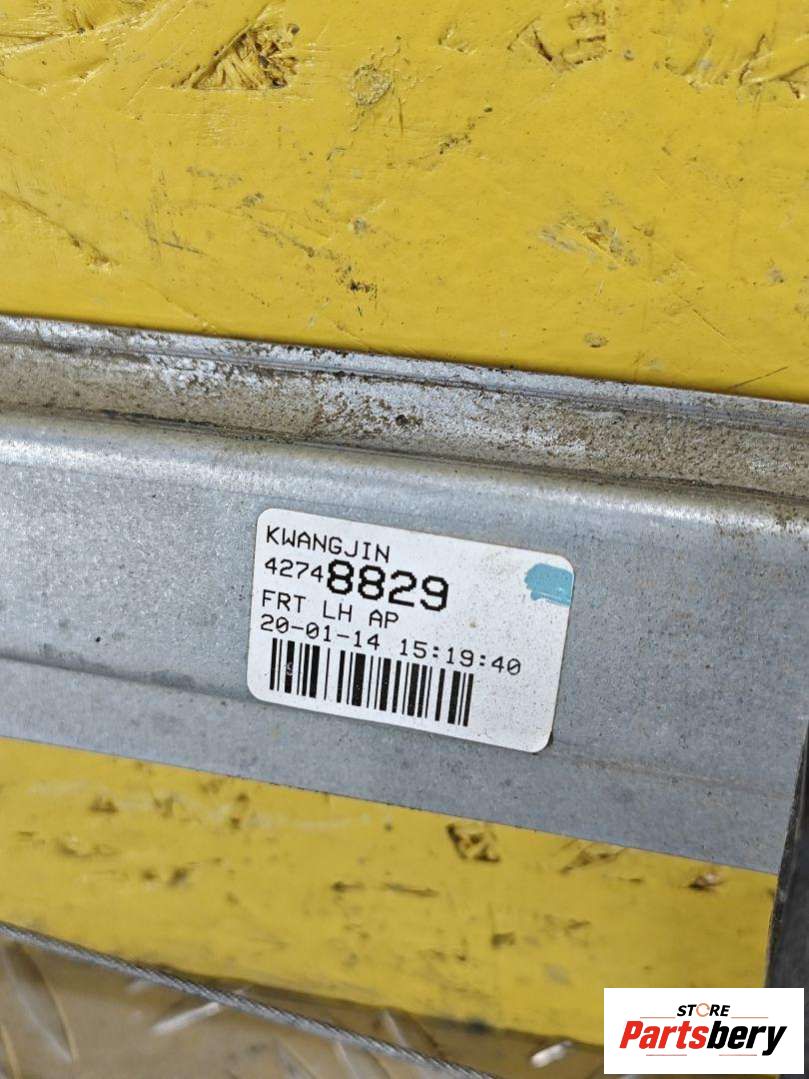 KWANGJIN
42748829
FRT LH AP
20-01-14 15:19:40
STORE
Partsbery